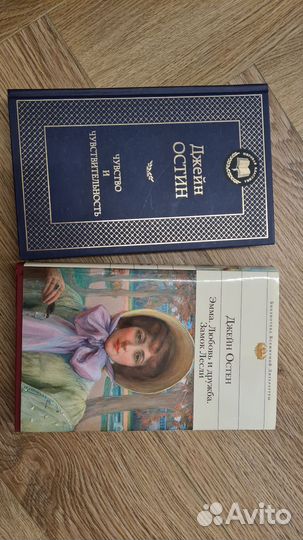 Джейн
ОСТИН
ЧУВСТВО
И
ЧУВСТВИТЕЛЬНОСТЬ
Библиотека Всемирной Литературы
Джейн Остен
Эмма. Любовь и дружба.
Замок Лесли
Avito